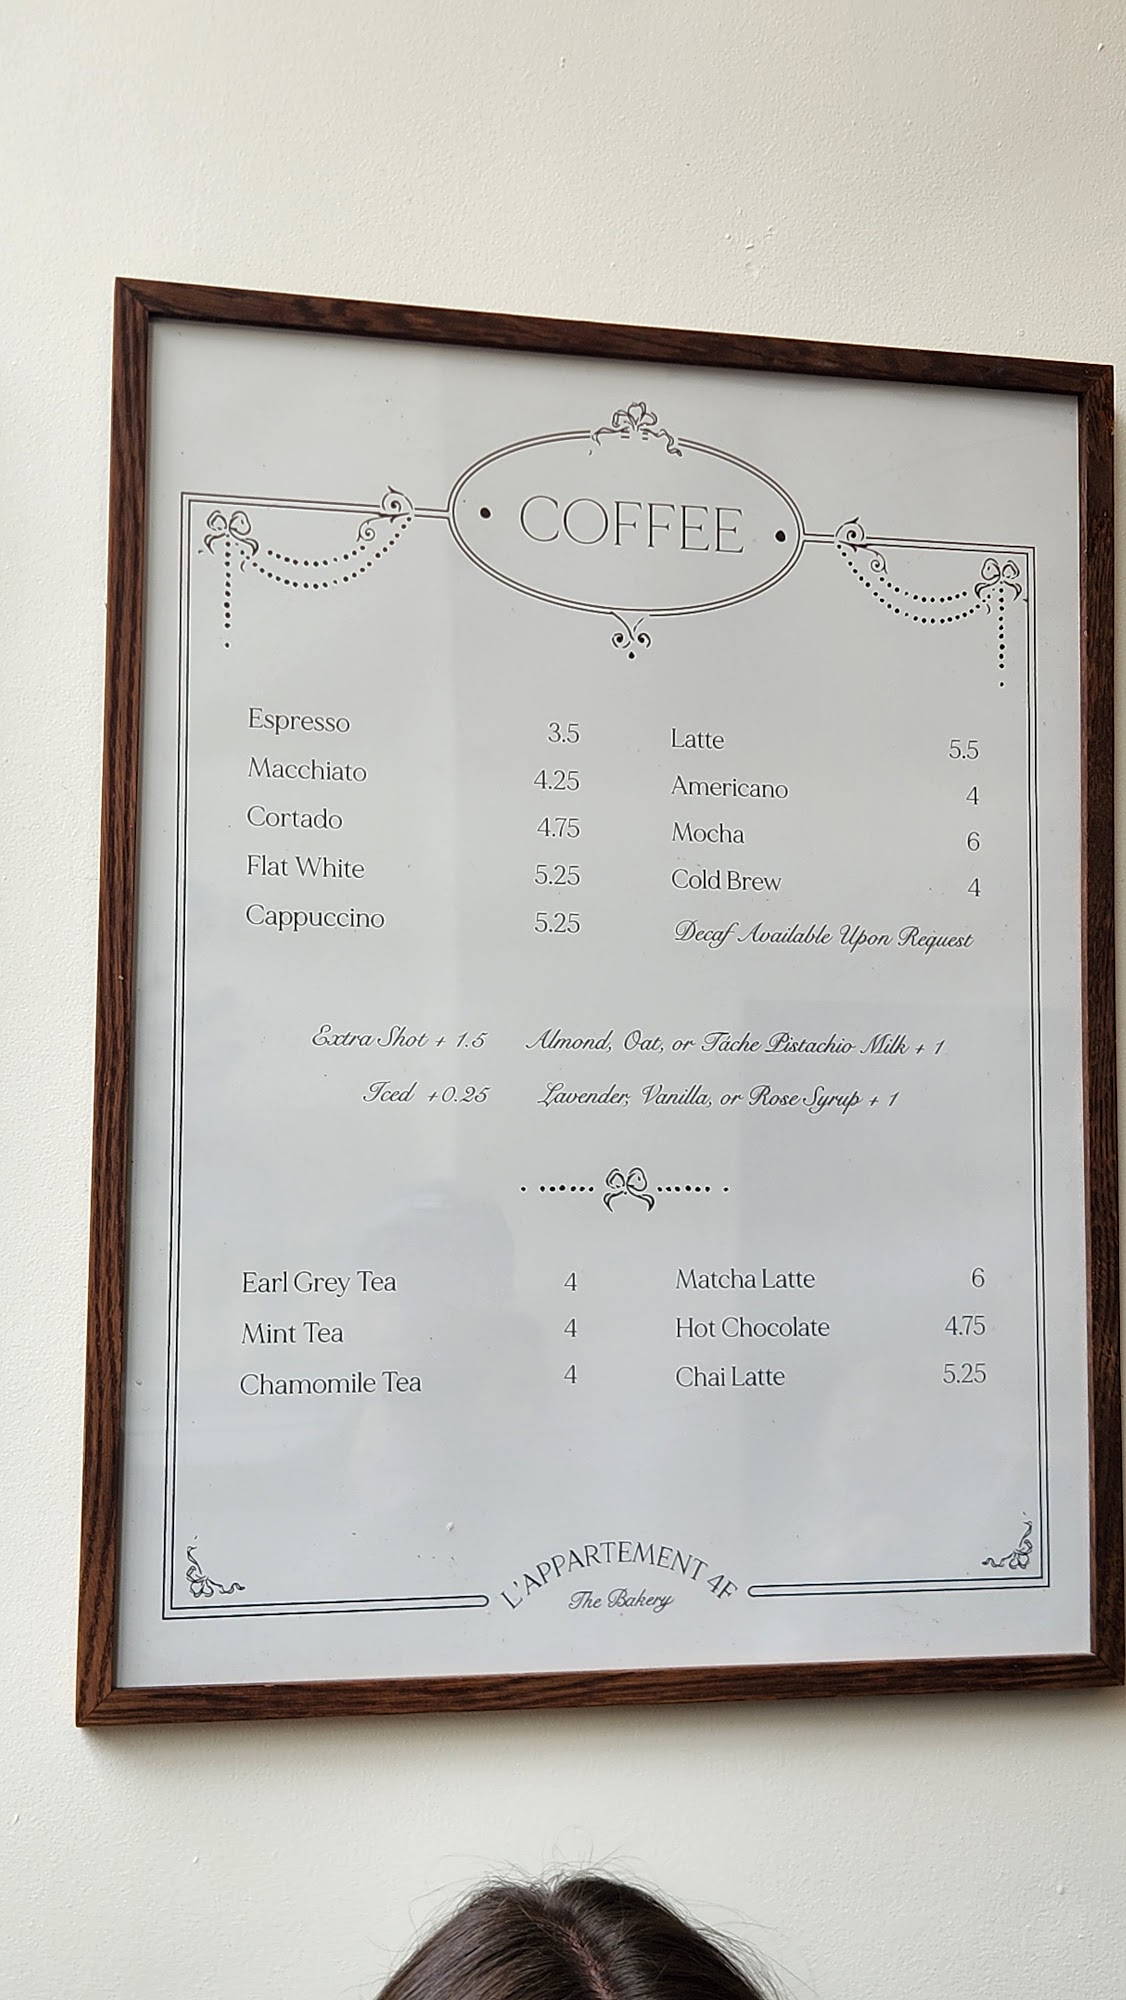 COFFEE
Espresso 3.5
Macchiato 4.25
Cortado 4.75
Flat White 5.25
Cappuccino 5.25
Latte 5.5
Americano 4
Mocha 6
Cold Brew 4
Decaf Available Upon Request
Extra Shot + 1.5
Almond, Oat, or Táche Pistachio Milk + 1
Iced +0.25
Lavender, Vanilla, or Rose Syrup + 1
Earl Grey Tea 4
Mint Tea 4
Chamomile Tea 4
Matcha Latte 6
Hot Chocolate 4.75
Chai Latte 5.25
L'APPARTEMENT 4F
The Bakery